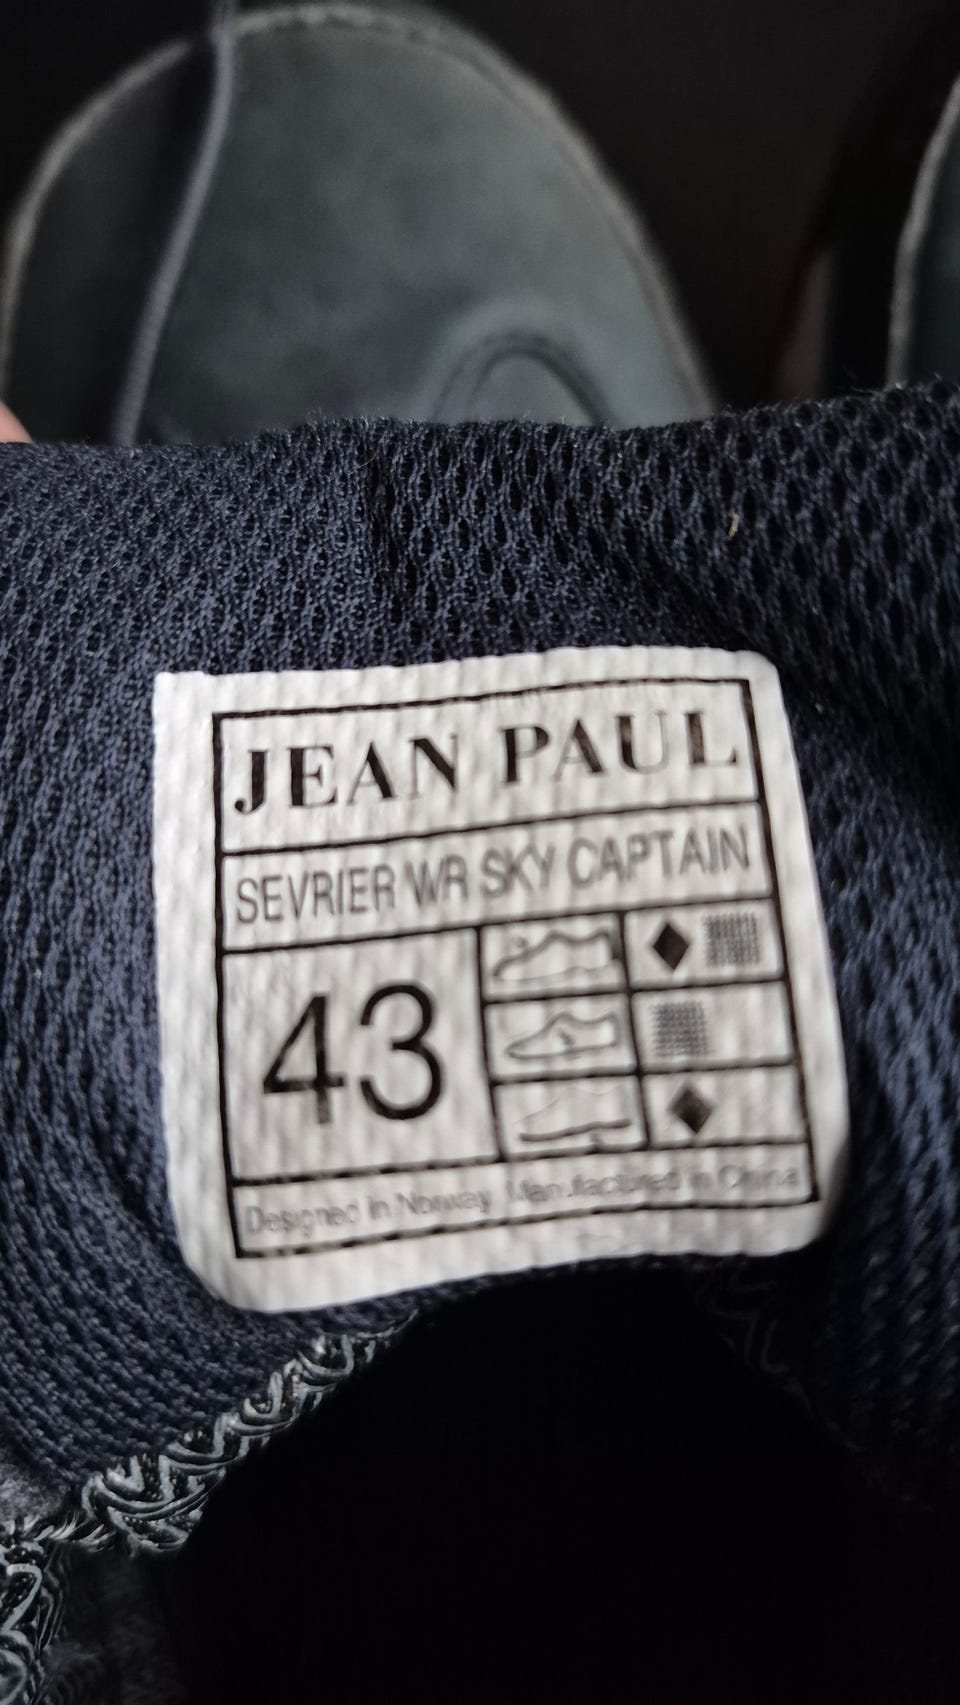 JEAN PAUL
SEVRIER WR SKY CAPTAIN
43
Designed in Norway Manufactured in China